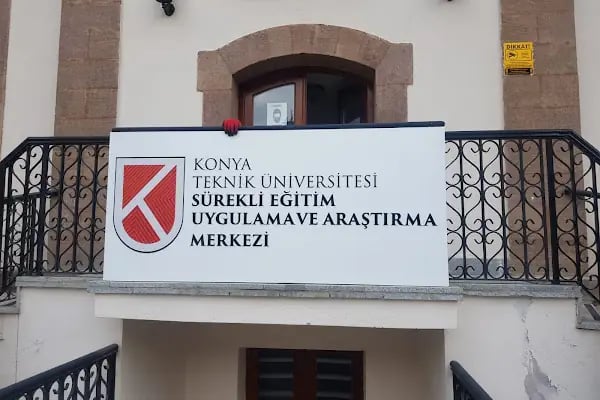 DİKKAT!
KONYA
TEKNİK ÜNİVERSİTESİ
SÜREKLİ EĞİTİM
UYGULAMAVE ARAŞTIRMA
MERKEZİ